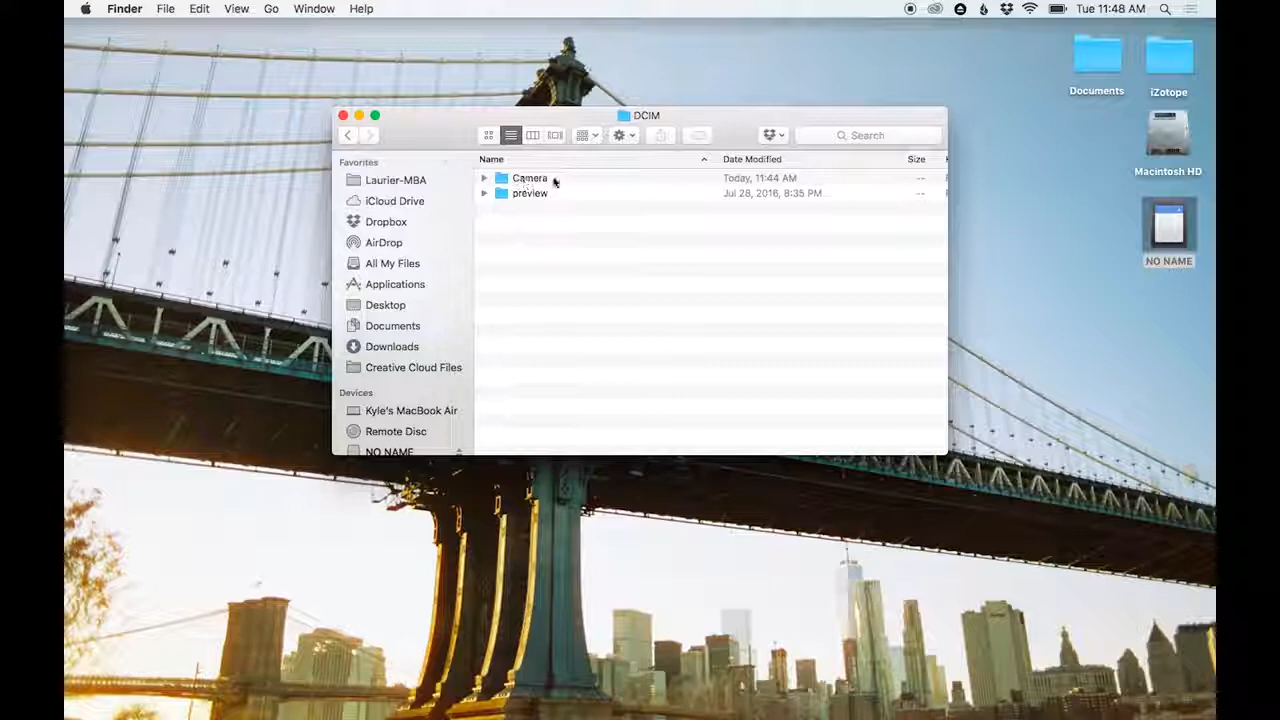 Finder File Edit View Go Window Help Tue 11:48 AM
Documents iZotope
DCIM
Search
Favorites Name Date Modified Size
Laurier-MBA Camera Today, 11:44 AM --
iCloud Drive preview Jul 28, 2016, 8:35 PM --
Dropbox
AirDrop
All My Files
Applications
Desktop
Documents
Downloads
Creative Cloud Files
Devices
Kyle's MacBook Air
Remote Disc
NO NAME
Macintosh HD
NO NAME